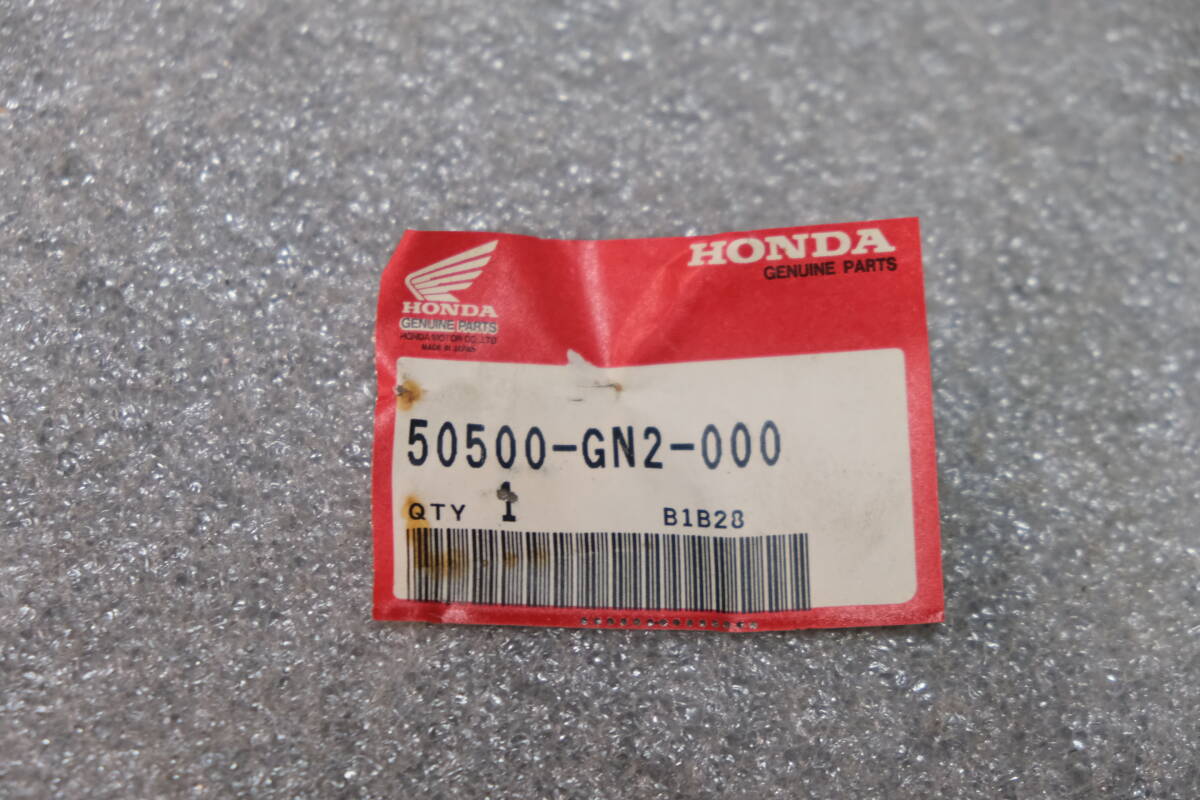 HONDA
GENUINE PARTS
HONDA
GENUINE PARTS
HONDA MOTOR CO.,LTD
MADE IN JAPAN
50500-GN2-000
QTY 1
B1B28